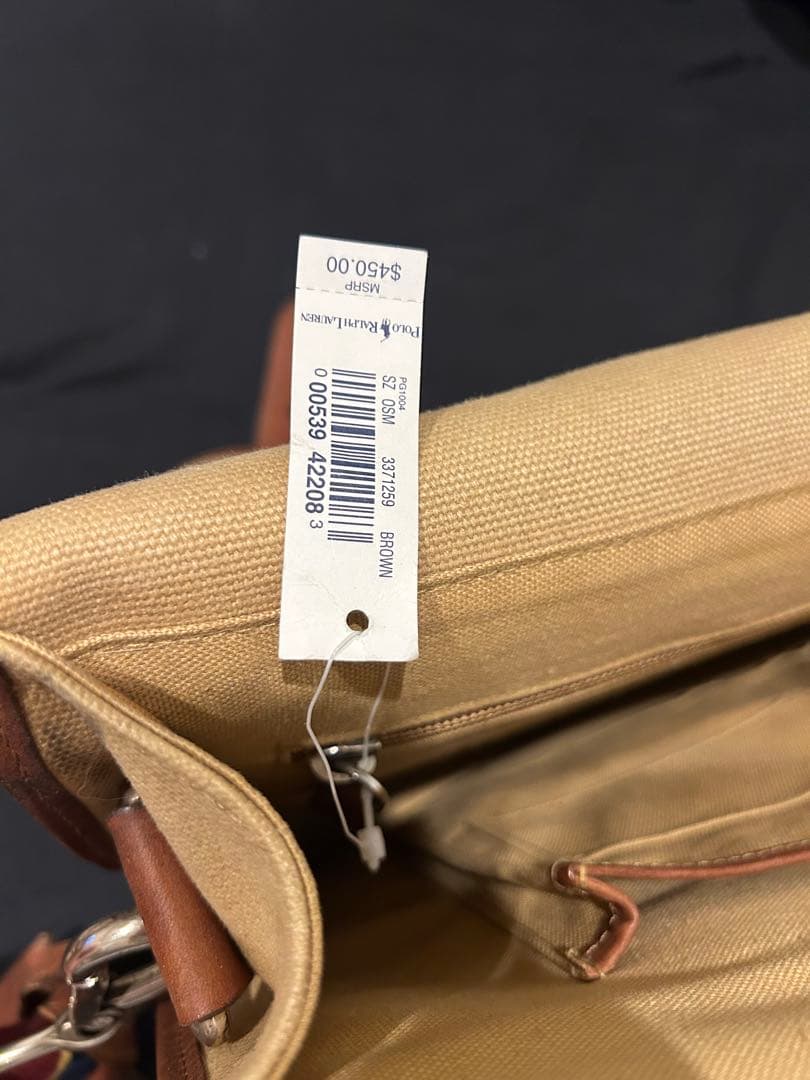 $450.00
MSRP
POLO RALPH LAUREN
PG1004
SZ OSM 3371259 BROWN
0 00539 42208 3